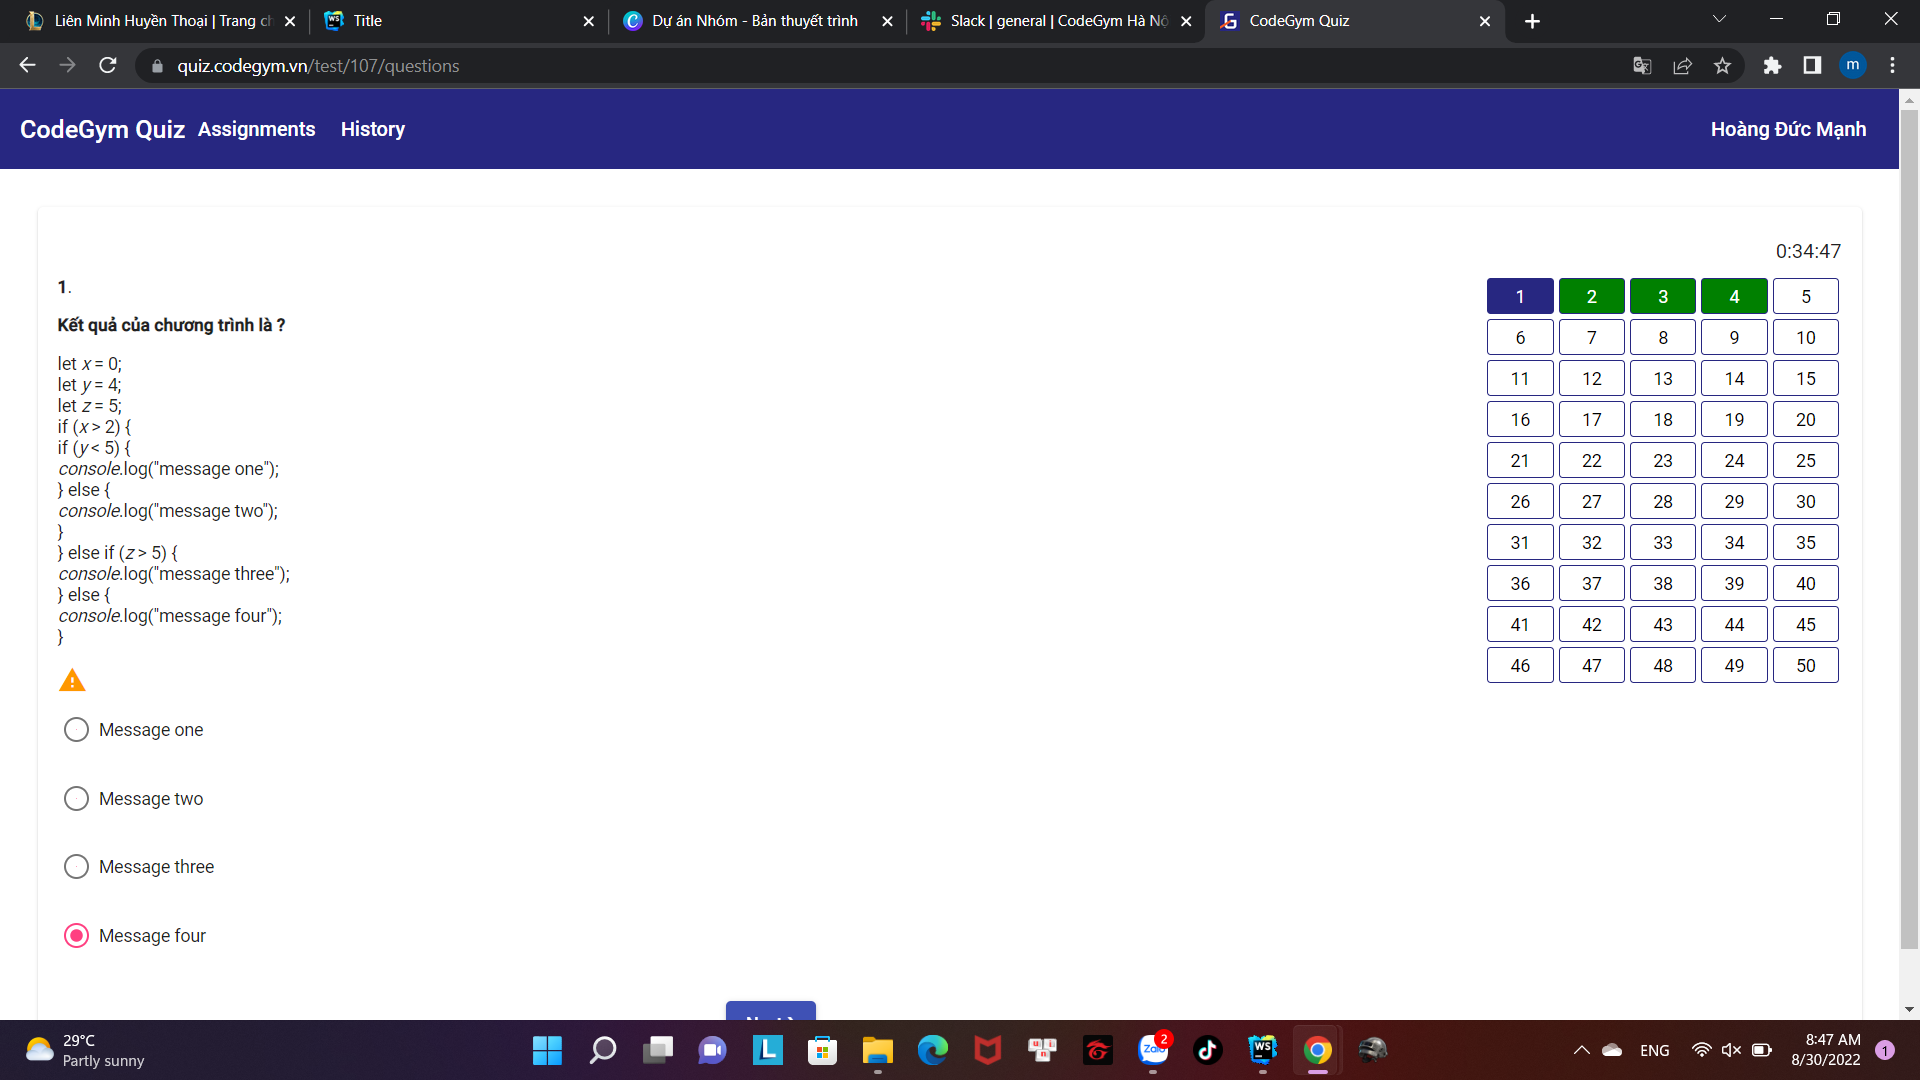 Liên Minh Huyền Thoại | Trang ch
Title
Dự án Nhóm - Bản thuyết trình
Slack | general | CodeGym Hà Nộ
CodeGym Quiz
quiz.codegym.vn/test/107/questions
m
CodeGym Quiz
Assignments
History
Hoàng Đức Mạnh
0:34:47
1.
Kết quả của chương trình là ?
let x = 0;
let y = 4;
let z = 5;
if (x > 2) {
if (y < 5) {
console.log("message one");
} else {
console.log("message two");
}
} else if (z > 5) {
console.log("message three");
} else {
console.log("message four");
}
Message one
Message two
Message three
Message four
1 2 3 4 5
6 7 8 9 10
11 12 13 14 15
16 17 18 19 20
21 22 23 24 25
26 27 28 29 30
31 32 33 34 35
36 37 38 39 40
41 42 43 44 45
46 47 48 49 50
29°C
Partly sunny
L
Zalo
2
WS
ENG
8:47 AM
8/30/2022
1